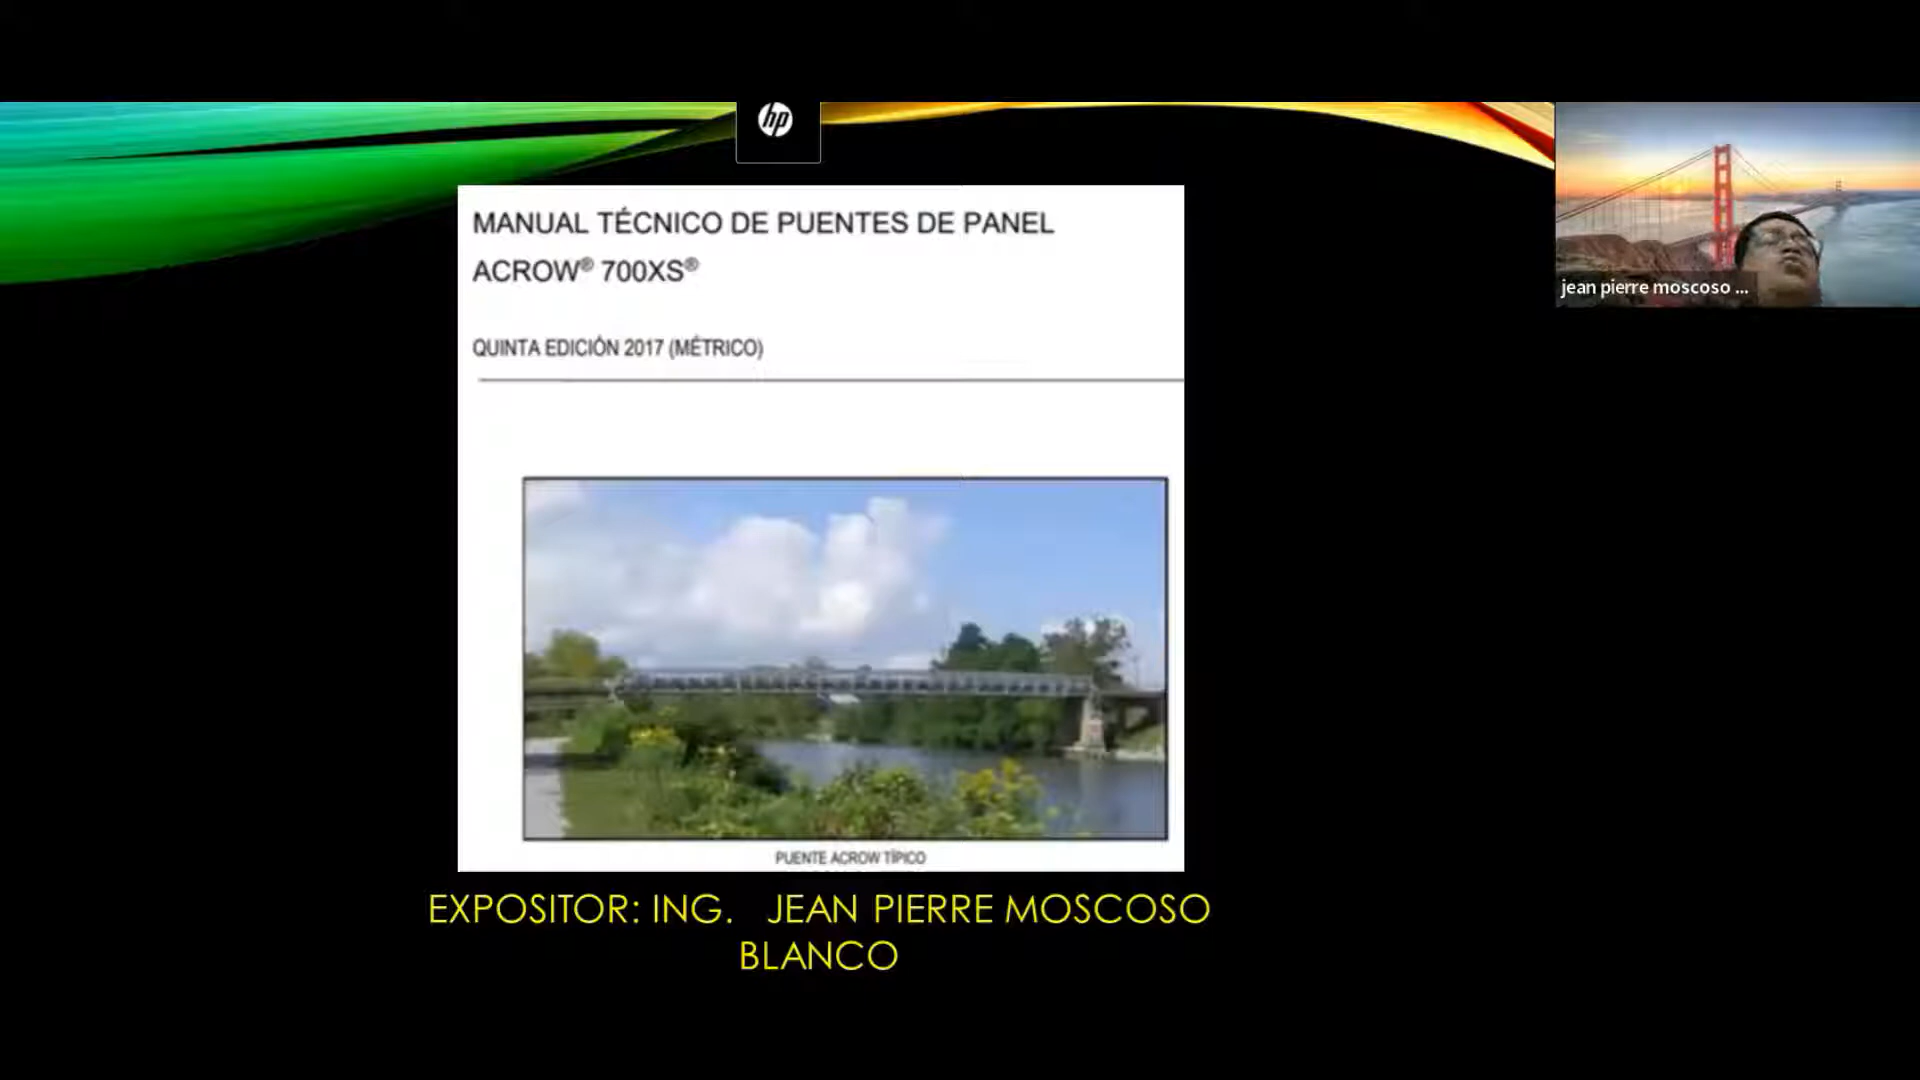 hp
MANUAL TÉCNICO DE PUENTES DE PANEL
ACROW® 700XS®
QUINTA EDICIÓN 2017 (MÉTRICO)
PUENTE ACROW TÍPICO
EXPOSITOR: ING. JEAN PIERRE MOSCOSO
BLANCO
jean pierre moscoso ...